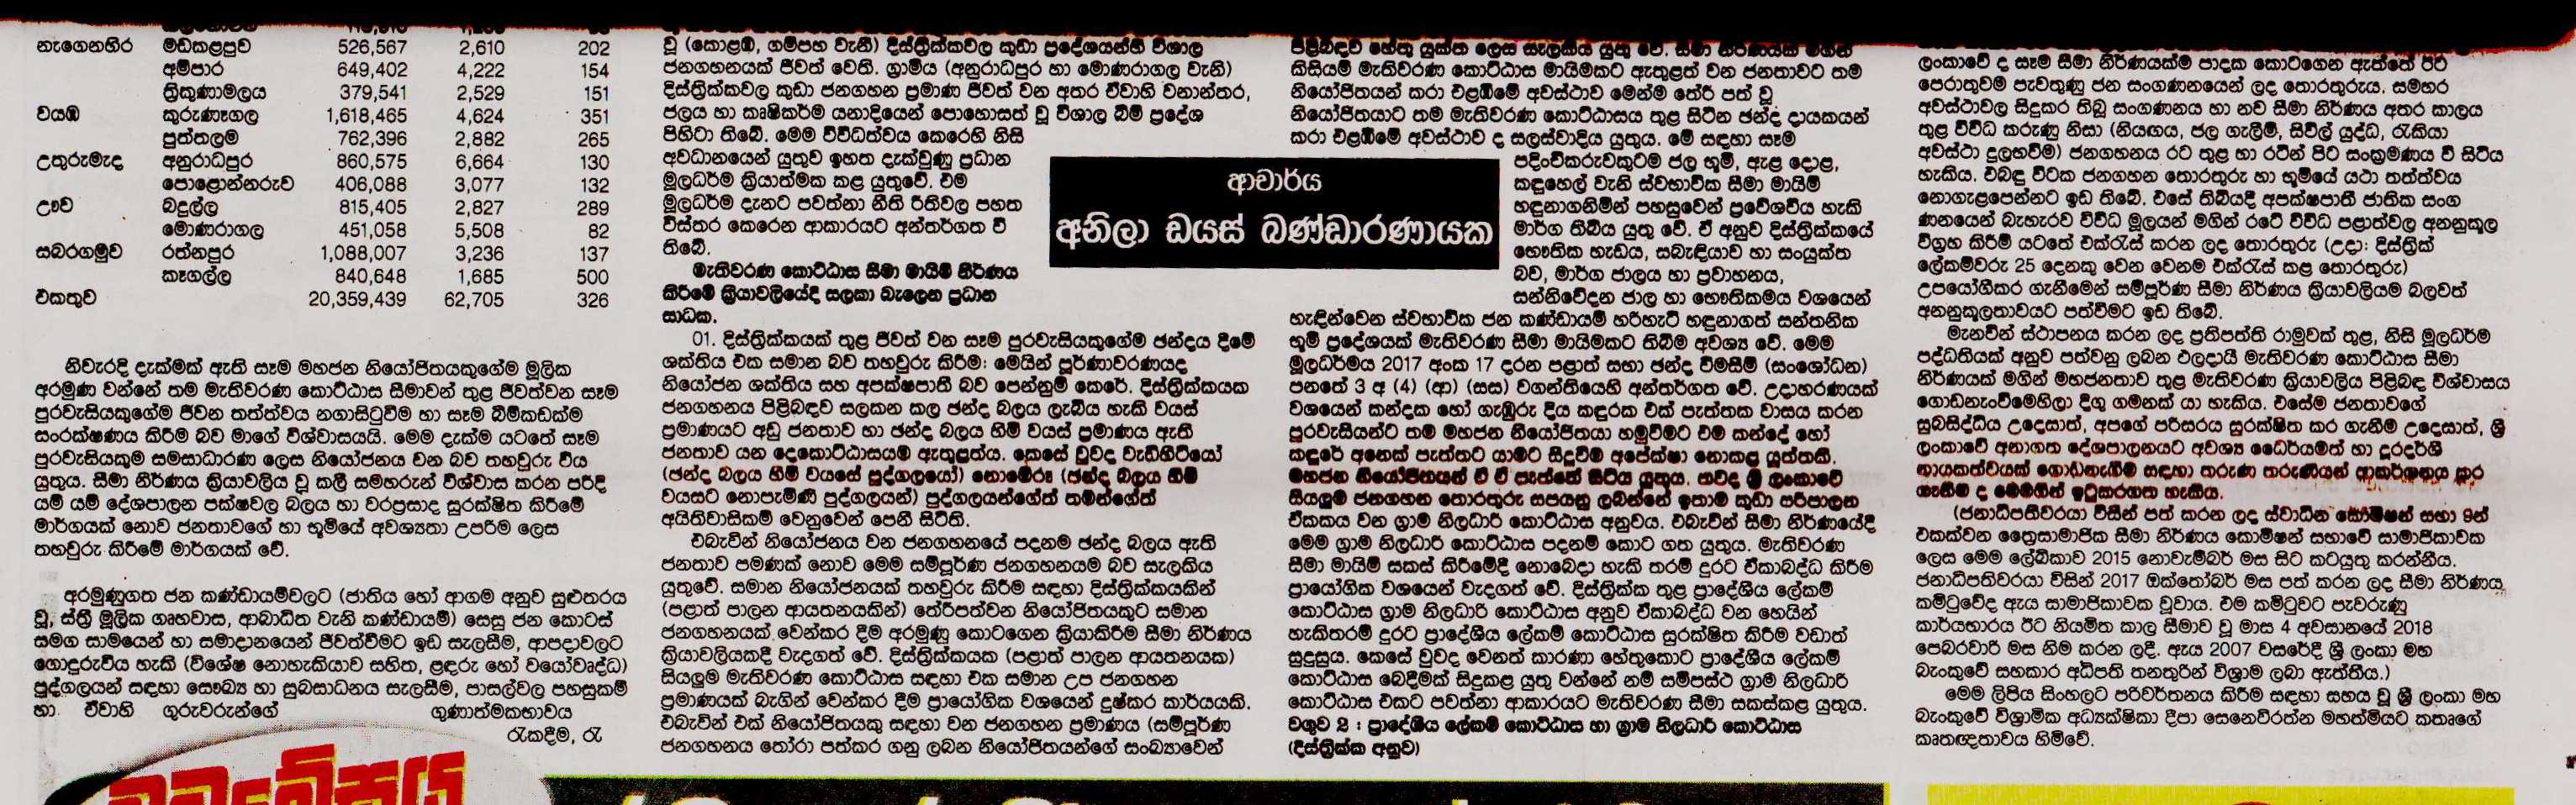 නැගෙනහිර මඩකළපුව 526,567 2,610 202
අම්පාර 649,402 4,222 154
ත්‍රිකුණාමලය 379,541 2,529 151
වයඹ කුරුණෑගල 1,618,465 4,624 351
පුත්තලම 762,396 2,882 265
උතුරුමැද අනුරාධපුර 860,575 6,664 130
පොළොන්නරුව 406,088 3,077 132
ඌව බදුල්ල 815,405 2,827 289
මොණරාගල 451,058 5,508 82
සබරගමුව රත්නපුර 1,088,007 3,236 137
කෑගල්ල 840,648 1,685 500
එකතුව 20,359,439 62,705 326
නිවැරදි දැක්මක් ඇති සෑම මහජන නියෝජිතයකුගේම මූලික
අරමුණ වන්නේ තම මැතිවරණ කොට්ඨාස සීමාවන් තුළ ජීවත්වන සෑම
පුරවැසියකුගේම ජීවන තත්ත්වය නගාසිටුවීම හා සෑම බිම්කඩක්ම
සංරක්ෂණය කිරීම බව මාගේ විශ්වාසයයි. මෙම දැක්ම යටතේ සෑම
පුරවැසියකුම සමසාධාරණ ලෙස නියෝජනය වන බව තහවුරු විය
යුතුය. සීමා නිර්ණය ක්‍රියාවලිය වූ කලී සමහරුන් විශ්වාස කරන පරිදි
යම් යම් දේශපාලන පක්ෂවල බලය හා වරප්‍රසාද සුරක්ෂිත කිරීමේ
මාර්ගයක් නොව ජනතාවගේ හා භූමියේ අවශ්‍යතා උපරිම ලෙස
තහවුරු කිරීමේ මාර්ගයක් වේ.
අරමුණුගත ජන කණ්ඩායම්වලට (ජාතිය හෝ ආගම අනුව සුළුතරය
වූ, ස්ත්‍රී මූලික ගෘහවාස, ආබාධිත වැනි කණ්ඩායම්) සෙසු ජන කොටස්
සමග සාමයෙන් හා සමාදානයෙන් ජීවත්වීමට ඉඩ සැලසීම, ආපදාවලට
ගොදුරුවිය හැකි (විශේෂ නොහැකියාව සහිත, ළඳරු හෝ වයෝවෘද්ධ)
පුද්ගලයන් සඳහා සෞඛ්‍ය හා සුබසාධනය සැලසීම, පාසල්වල පහසුකම්
හා ඒවාහි ගුරුවරුන්ගේ ගුණාත්මකභාවය
රැකදීම, රැ
වූ (කොළඹ, ගම්පහ වැනි) දිස්ත්‍රික්කවල කුඩා ප්‍රදේශයන්හි විශාල
ජනගහනයක් ජීවත් වෙති. ග්‍රාමීය (අනුරාධපුර හා මොණරාගල වැනි)
දිස්ත්‍රික්කවල කුඩා ජනගහන ප්‍රමාණ ජීවත් වන අතර ඒවාහි වනාන්තර,
ජලය හා කෘෂිකර්ම යනාදියෙන් පොහොසත් වූ විශාල බිම් ප්‍රදේශ
පිහිටා තිබේ. මෙම විවිධත්වය කෙරෙහි නිසි
අවධානයෙන් යුතුව ඉහත දැක්වුණු ප්‍රධාන
මූලධර්ම ක්‍රියාත්මක කළ යුතුවේ. එම
මූලධර්ම දැනට පවත්නා නීති රීතිවල පහත
විස්තර කෙරෙන ආකාරයට අන්තර්ගත වී
තිබේ.
මැතිවරණ කොට්ඨාස සීමා මායිම් නිර්ණය
කිරීමේ ක්‍රියාවලියේදී සලකා බැලෙන ප්‍රධාන
සාධක.
01. දිස්ත්‍රික්කයක් තුළ ජීවත් වන සෑම පුරවැසියකුගේම ඡන්දය දීමේ
ශක්තිය එක සමාන බව තහවුරු කිරීම: මෙයින් පූර්ණාවරණයද
නියෝජන ශක්තිය සහ අපක්ෂපාතී බව පෙන්නුම් කෙරේ. දිස්ත්‍රික්කයක
ජනගහනය පිළිබඳව සලකන කල ඡන්ද බලය ලැබිය හැකි වයස්
ප්‍රමාණයට අඩු ජනතාව හා ඡන්ද බලය හිමි වයස් ප්‍රමාණය ඇති
ජනතාව යන දෙකොට්ඨාසයම ඇතුළත්ය. කෙසේ වුවද වැඩිහිටියෝ
(ඡන්ද බලය හිමි වයසේ පුද්ගලයෝ) නොමේරූ (ඡන්ද බලය හිමි
වයසට නොපැමිණි පුද්ගලයන්) පුද්ගලයන්ගේත් තමන්ගේත්
අයිතිවාසිකම් වෙනුවෙන් පෙනී සිටිති.
එබැවින් නියෝජනය වන ජනගහනයේ පදනම ඡන්ද බලය ඇති
ජනතාව පමණක් නොව මෙම සම්පූර්ණ ජනගහනයම බව සැලකිය
යුතුවේ. සමාන නියෝජනයක් තහවුරු කිරීම සඳහා දිස්ත්‍රික්කයකින්
(පළාත් පාලන ආයතනයකින්) තේරීපත්වන නියෝජිතයකුට සමාන
ජනගහනයක් වෙන්කර දීම අරමුණු කොටගෙන ක්‍රියාකිරීම සීමා නිර්ණය
ක්‍රියාවලියකදී වැදගත් වේ. දිස්ත්‍රික්කයක (පළාත් පාලන ආයතනයක)
සියලුම මැතිවරණ කොට්ඨාස සඳහා එක සමාන උප ජනගහන
ප්‍රමාණයක් බැගින් වෙන්කර දීම ප්‍රායෝගික වශයෙන් දුෂ්කර කාර්යයකි.
එබැවින් එක් නියෝජිතයකු සඳහා වන ජනගහන ප්‍රමාණය (සම්පූර්ණ
ජනගහනය තෝරා පත්කර ගනු ලබන නියෝජිතයන්ගේ සංඛ්‍යාවෙන්
ආචාර්ය
අනිලා ඩයස් බණ්ඩාරණායක
පිළිබඳව හේතු යුක්ත ලෙස සැලකිය යුතු වේ. සීමා නිර්ණයක් මගින්
කිසියම් මැතිවරණ කොට්ඨාස මායිමකට ඇතුළත් වන ජනතාවට තම
නියෝජිතයන් කරා එළඹීමේ අවස්ථාව මෙන්ම තේරී පත් වූ
නියෝජිතයාට තම මැතිවරණ කොට්ඨාසය තුළ සිටින ඡන්ද දායකයන්
කරා එළඹීමේ අවස්ථාව ද සලස්වාදිය යුතුය. මේ සඳහා සෑම
පදිංචිකරුවකුටම ජල භූමි, ඇළ දොළ,
කඳුහෙල් වැනි ස්වභාවික සීමා මායිම්
හඳුනාගනිමින් පහසුවෙන් ප්‍රවේශවිය හැකි
මාර්ග තිබිය යුතු වේ. ඒ අනුව දිස්ත්‍රික්කයේ
භෞතික හැඩය, සබැඳියාව හා සංයුක්ත
බව, මාර්ග ජාලය හා ප්‍රවාහනය,
සන්නිවේදන ජාල හා භෞතිකමය වශයෙන්
හැඳින්වෙන ස්වභාවික ජන කණ්ඩායම් හරිහැටි හඳුනාගත් සන්තතික
භූමි ප්‍රදේශයක් මැතිවරණ සීමා මායිමකට තිබීම අවශ්‍ය වේ. මෙම
මූලධර්මය 2017 අංක 17 දරන පළාත් සභා ඡන්ද විමසීම් (සංශෝධන)
පනතේ 3 අ (4) (ආ) (සස) වගන්තියෙහි අන්තර්ගත වේ. උදාහරණයක්
වශයෙන් කන්දක හෝ ගැඹුරු දිය කඳුරක එක් පැත්තක වාසය කරන
පුරවැසියන්ට තම මහජන නියෝජිතයා හමුවීමට එම කන්දේ හෝ
කඳුරේ අනෙක් පැත්තට යාමට සිදුවීම අපේක්ෂා නොකළ යුත්තකි.
මහජන නියෝජිතයන් ඒ ඒ පැත්තේ සිටිය යුතුය. තවද ශ්‍රී ලංකාවේ
සියලුම ජනගහන තොරතුරු සපයනු ලබන්නේ ඉතාම කුඩා පරිපාලන
ඒකකය වන ග්‍රාම නිලධාරි කොට්ඨාස අනුවය. එබැවින් සීමා නිර්ණයේදී
මෙම ග්‍රාම නිලධාරි කොට්ඨාස පදනම් කොට ගත යුතුය. මැතිවරණ
සීමා මායිම් සකස් කිරීමේදී නොබෙදා හැකි තරම් දුරට ඒකාබද්ධ කිරීම
ප්‍රායෝගික වශයෙන් වැදගත් වේ. දිස්ත්‍රික්ක තුළ ප්‍රාදේශීය ලේකම්
කොට්ඨාස ග්‍රාම නිලධාරි කොට්ඨාස අනුව ඒකාබද්ධ වන හෙයින්
හැකිතරම් දුරට ප්‍රාදේශීය ලේකම් කොට්ඨාස සුරක්ෂිත කිරීම වඩාත්
සුදුසුය. කෙසේ වුවද වෙනත් කාරණා හේතුකොට ප්‍රාදේශීය ලේකම්
කොට්ඨාස බෙදීමක් සිදුකළ යුතු වන්නේ නම් සමීපස්ථ ග්‍රාම නිලධාරි
කොට්ඨාස එකට පවත්නා ආකාරයට මැතිවරණ සීමා සකස්කළ යුතුය.
වගුව 2 : ප්‍රාදේශීය ලේකම් කොට්ඨාස හා ග්‍රාම නිලධාරි කොට්ඨාස
(දිස්ත්‍රික්ක අනුව)
ලංකාවේ ද සෑම සීමා නිර්ණයක්ම පාදක කොටගෙන ඇත්තේ ඊට
පෙරාතුවම පැවතුණු ජන සංගණනයෙන් ලද තොරතුරුය. සමහර
අවස්ථාවල සිදුකර තිබූ සංගණනය හා නව සීමා නිර්ණය අතර කාලය
තුළ විවිධ කරුණු නිසා (නියඟය, ජල ගැලීම්, සිවිල් යුද්ධ, රැකියා
අවස්ථා දුලභවීම) ජනගහනය රට තුළ හා රටින් පිට සංක්‍රමණය වී සිටිය
හැකිය. එබඳු විටක ජනගහන තොරතුරු හා භූමියේ යථා තත්ත්වය
නොගැළපෙන්නට ඉඩ තිබේ. එසේ තිබියදී අපක්ෂපාතී ජාතික සංග
ණනයෙන් බැහැරව විවිධ මූලයන් මගින් රටේ විවිධ පළාත්වල අනනුකූල
විග්‍රහ කිරීම් යටතේ එක්රැස් කරන ලද තොරතුරු (උදා: දිස්ත්‍රික්
ලේකම්වරු 25 දෙනකු වෙන වෙනම එක්රැස් කළ තොරතුරු)
උපයෝගිකර ගැනීමෙන් සම්පූර්ණ සීමා නිර්ණය ක්‍රියාවලියම බලවත්
අනනුකූලතාවයට පත්වීමට ඉඩ තිබේ.
මැනවින් ස්ථාපනය කරන ලද ප්‍රතිපත්ති රාමුවක් තුළ, නිසි මූලධර්ම
පද්ධතියක් අනුව පත්වනු ලබන ඵලදායී මැතිවරණ කොට්ඨාස සීමා
නිර්ණයක් මගින් මහජනතාව තුළ මැතිවරණ ක්‍රියාවලිය පිළිබඳ විශ්වාසය
ගොඩනැංවීමෙහිලා දිගු ගමනක් යා හැකිය. එසේම ජනතාවගේ
සුබසිද්ධිය උදෙසාත්, අපගේ පරිසරය සුරක්ෂිත කර ගැනීම උදෙසාත්, ශ්‍රී
ලංකාවේ අනාගත දේශපාලනයට අවශ්‍ය ධෛර්යමත් හා දූරදර්ශී
නායකත්වයක් ගොඩනැගීම සඳහා තරුණ තරුණියන් ආකර්ශනය කර
ගැනීම ද මෙමගින් ඉටුකරගත හැකිය.
(ජනාධිපතිවරයා විසින් පත් කරන ලද ස්වාධීන කොමිෂන් සභා 9න්
එකක්වන ත්‍රෛසාමාජික සීමා නිර්ණය කොමිෂන් සභාවේ සාමාජිකාවක
ලෙස මෙම ලේඛිකාව 2015 නොවැම්බර් මස සිට කටයුතු කරන්නීය.
ජනාධිපතිවරයා විසින් 2017 ඔක්තෝබර් මස පත් කරන ලද සීමා නිර්ණය
කමිටුවේද ඇය සාමාජිකාවක වූවාය. එම කමිටුවට පැවරුණු
කාර්යභාරය ඊට නියමිත කාල සීමාව වූ මාස 4 අවසානයේ 2018
පෙබරවාරි මස නිම කරන ලදී. ඇය 2007 වසරේදී ශ්‍රී ලංකා මහ
බැංකුවේ සහකාර අධිපති තනතුරින් විශ්‍රාම ලබා ඇත්තීය.)
මෙම ලිපිය සිංහලට පරිවර්තනය කිරීම සඳහා සහය වූ ශ්‍රී ලංකා මහ
බැංකුවේ විශ්‍රාමික අධ්‍යක්ෂිකා දීපා සෙනෙවිරත්න මහත්මියට කතෘගේ
කෘතඥතාවය හිමිවේ.